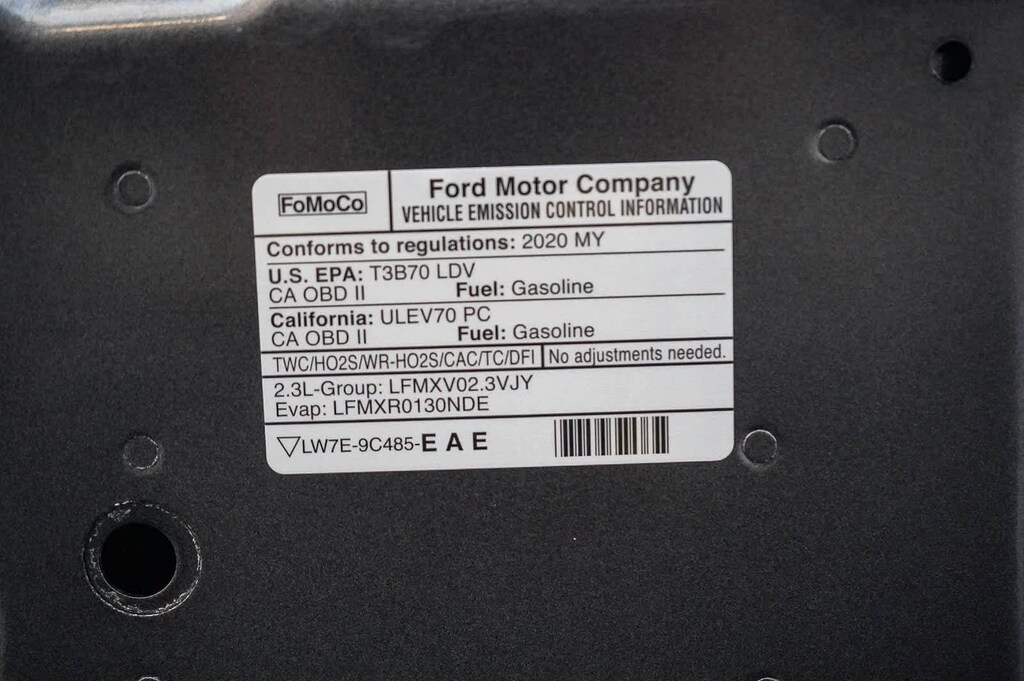 FoMoCo
Ford Motor Company
VEHICLE EMISSION CONTROL INFORMATION
Conforms to regulations: 2020 MY
U.S. EPA: T3B70 LDV
CA OBD II Fuel: Gasoline
California: ULEV70 PC
CA OBD II Fuel: Gasoline
TWC/HO2S/WR-HO2S/CAC/TC/DFI No adjustments needed.
2.3L-Group: LFMXV02.3VJY
Evap: LFMXR0130NDE
▽LW7E-9C485-E A E